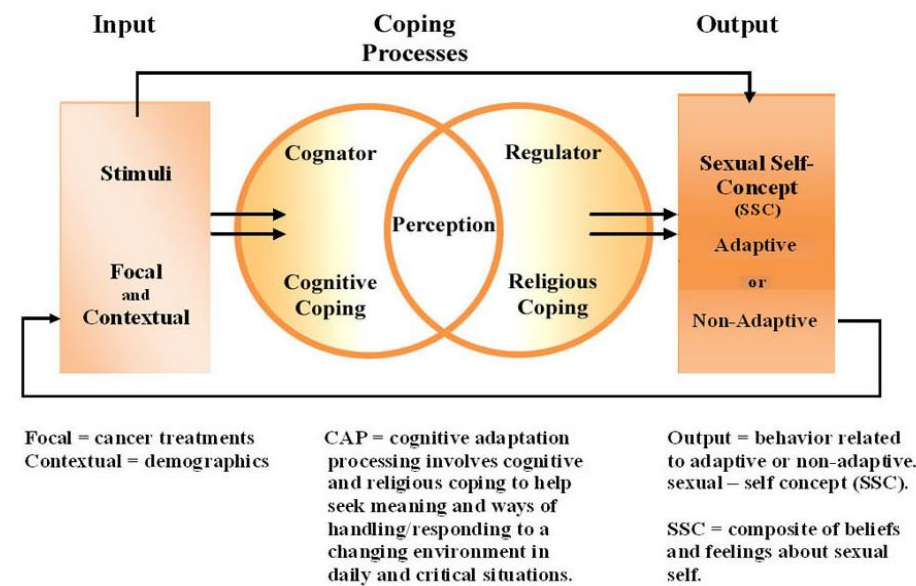 Input
Coping
Processes
Output
Stimuli
Focal
and
Contextual
Cognator
Cognitive
Coping
Perception
Regulator
Religious
Coping
Sexual Self-
Concept
(SSC)
Adaptive
or
Non-Adaptive
Focal = cancer treatments
Contextual = demographics
CAP = cognitive adaptation
processing involves cognitive
and religious coping to help
seek meaning and ways of
handling/responding to a
changing environment in
daily and critical situations.
Output = behavior related
to adaptive or non-adaptive.
sexual – self concept (SSC).
SSC = composite of beliefs
and feelings about sexual
self.